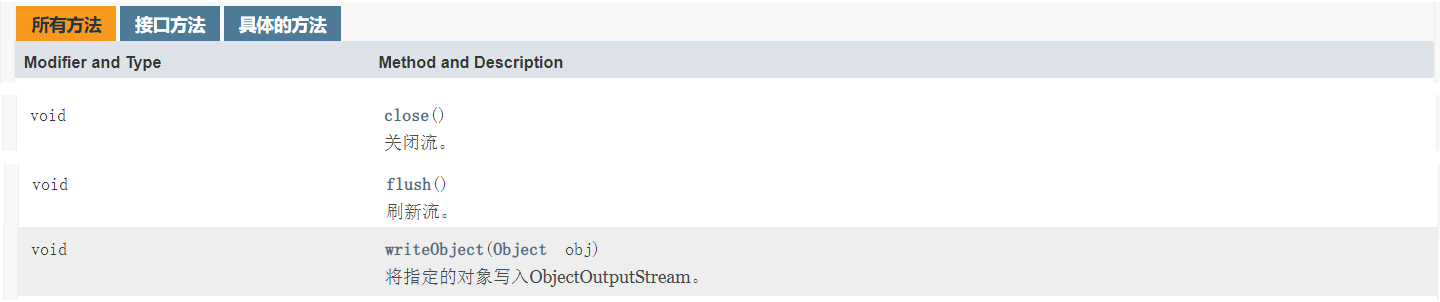 所有方法 接口方法 具体的方法
Modifier and Type Method and Description
void close()
关闭流。
void flush()
刷新流。
void writeObject(Object obj)
将指定的对象写入ObjectOutputStream。